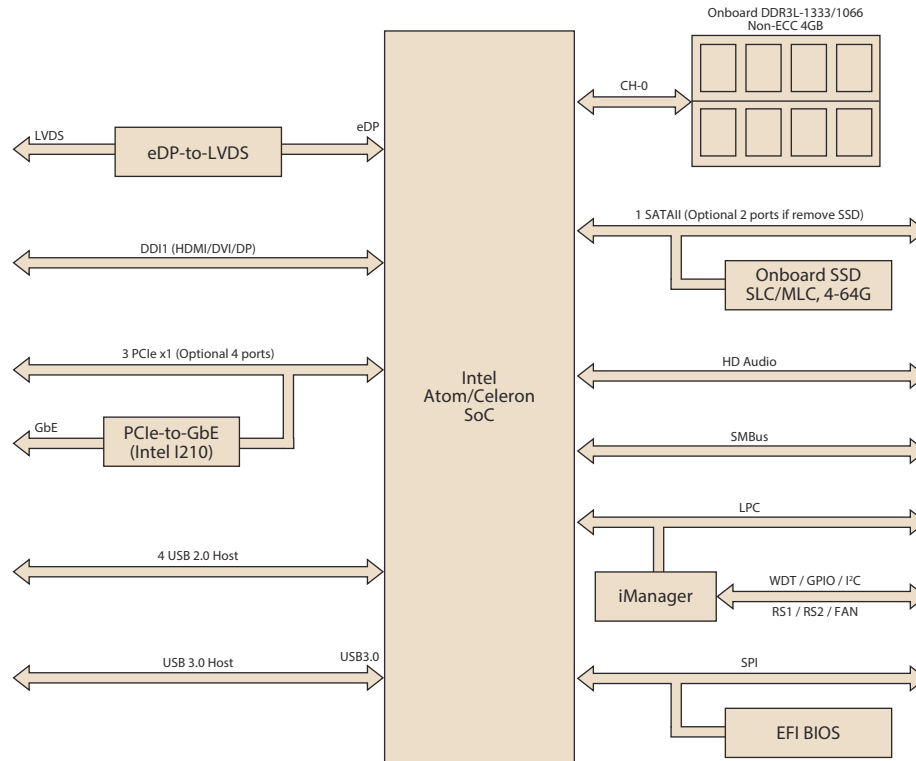 Onboard DDR3L-1333/1066
Non-ECC 4GB
CH-0
LVDS
eDP-to-LVDS
eDP
1 SATAII (Optional 2 ports if remove SSD)
DDI1 (HDMI/DVI/DP)
Onboard SSD
SLC/MLC, 4-64G
3 PCIe x1 (Optional 4 ports)
Intel
Atom/Celeron
SoC
HD Audio
GbE
PCIe-to-GbE
(Intel I210)
SMBus
LPC
4 USB 2.0 Host
iManager
WDT / GPIO / I²C
RS1 / RS2 / FAN
USB 3.0 Host
USB3.0
SPI
EFI BIOS